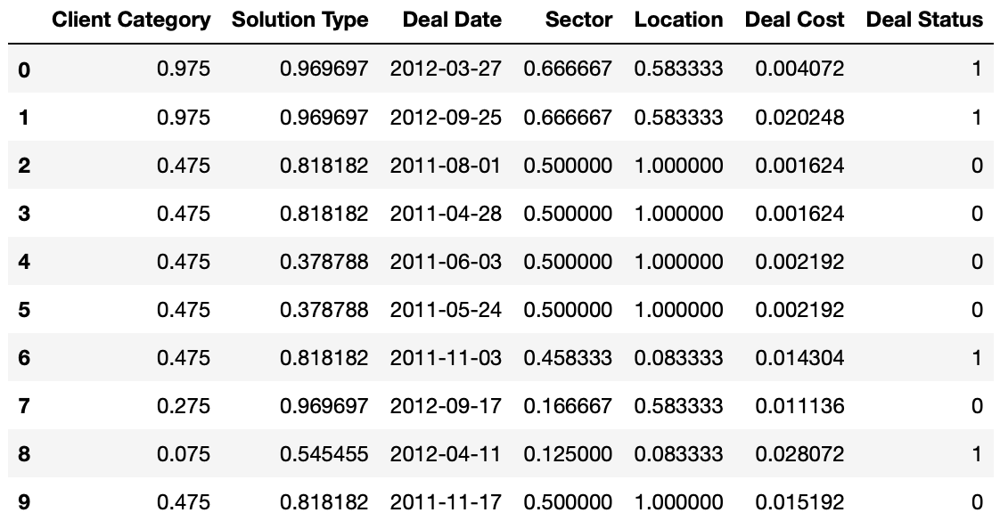 Client Category Solution Type Deal Date Sector Location Deal Cost Deal Status
0 0.975 0.969697 2012-03-27 0.666667 0.583333 0.004072 1
1 0.975 0.969697 2012-09-25 0.666667 0.583333 0.020248 1
2 0.475 0.818182 2011-08-01 0.500000 1.000000 0.001624 0
3 0.475 0.818182 2011-04-28 0.500000 1.000000 0.001624 0
4 0.475 0.378788 2011-06-03 0.500000 1.000000 0.002192 0
5 0.475 0.378788 2011-05-24 0.500000 1.000000 0.002192 0
6 0.475 0.818182 2011-11-03 0.458333 0.083333 0.014304 1
7 0.275 0.969697 2012-09-17 0.166667 0.583333 0.011136 0
8 0.075 0.545455 2012-04-11 0.125000 0.083333 0.028072 1
9 0.475 0.818182 2011-11-17 0.500000 1.000000 0.015192 0